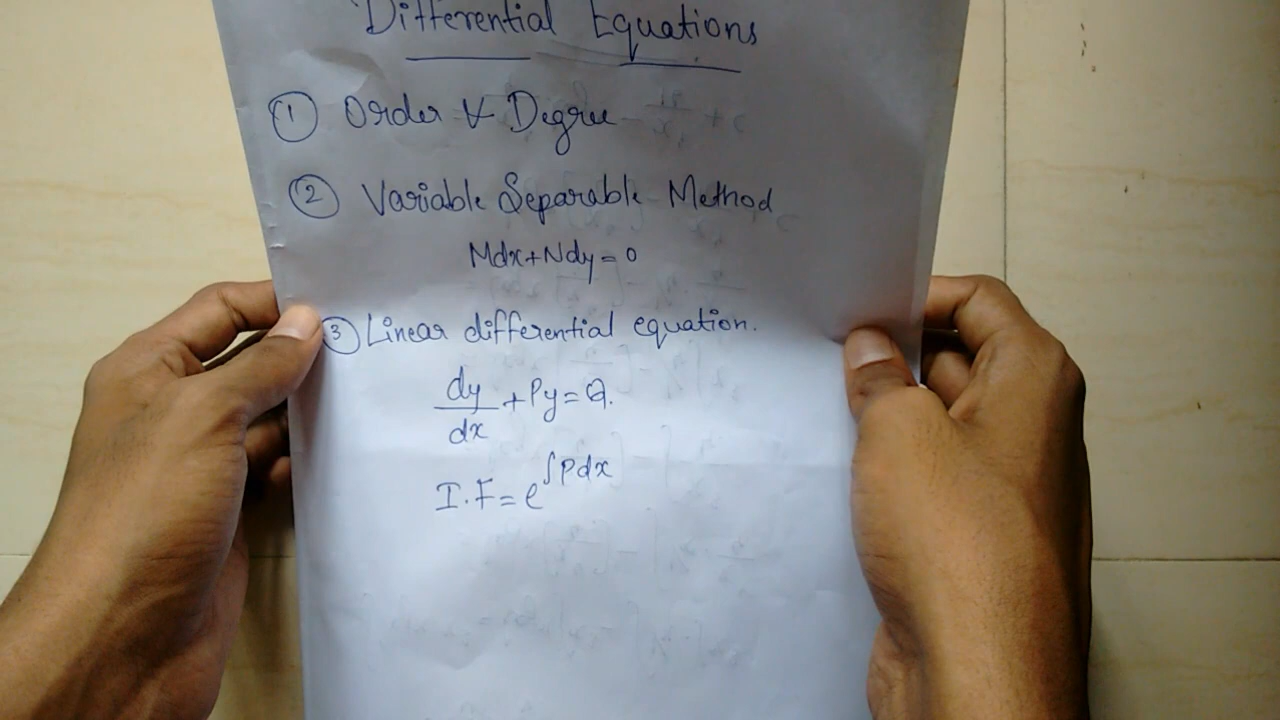 Differential Equations
① Order & Degree
② Variable Separable Method
Mdx+Ndy=0
③ Linear differential equation.
dy/dx + Py = Q.
I.F = e^∫Pdx